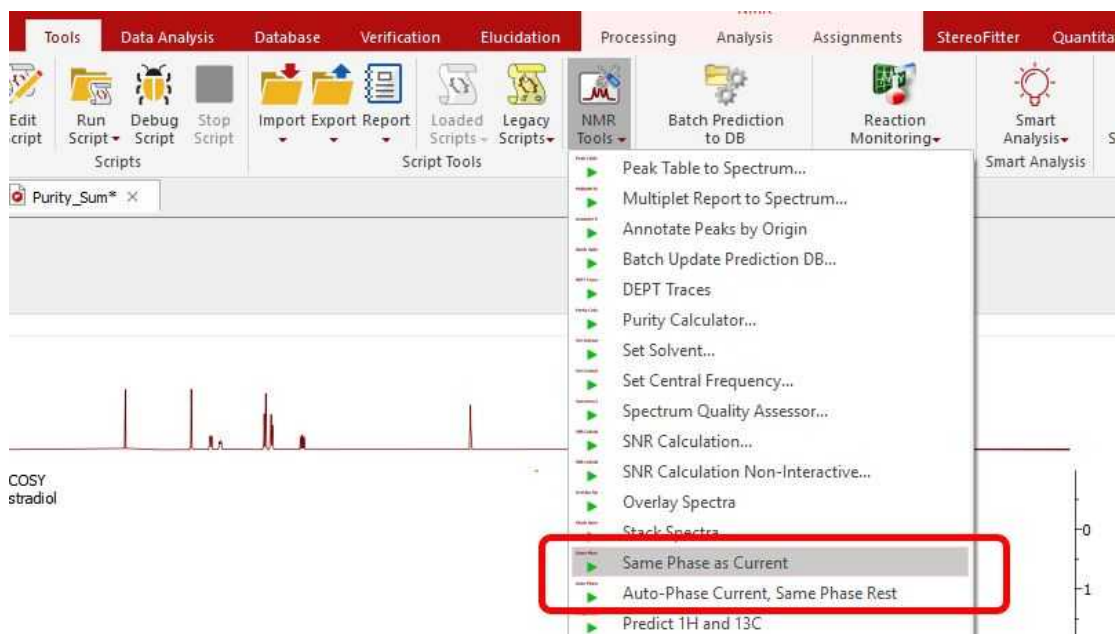 Tools Data Analysis Database Verification Elucidation Processing Analysis Assignments StereoFitter Quantita
Edit Run Debug Stop Import Export Report Loaded Legacy NMR Batch Prediction Reaction Smart
cript Script Script Script Scripts Scripts Tools to DB Monitoring Analysis
Scripts Script Tools Smart Analysis
Purity_Sum*
Peak Table to Spectrum...
Multiplet Report to Spectrum...
Annotate Peaks by Origin
Batch Update Prediction DB...
DEPT Traces
Purity Calculator...
Set Solvent...
Set Central Frequency...
Spectrum Quality Assessor...
SNR Calculation...
SNR Calculation Non-Interactive...
COSY
stradiol
Overlay Spectra
Stack Spectra
0
Same Phase as Current
Auto-Phase Current, Same Phase Rest
1
Predict 1H and 13C